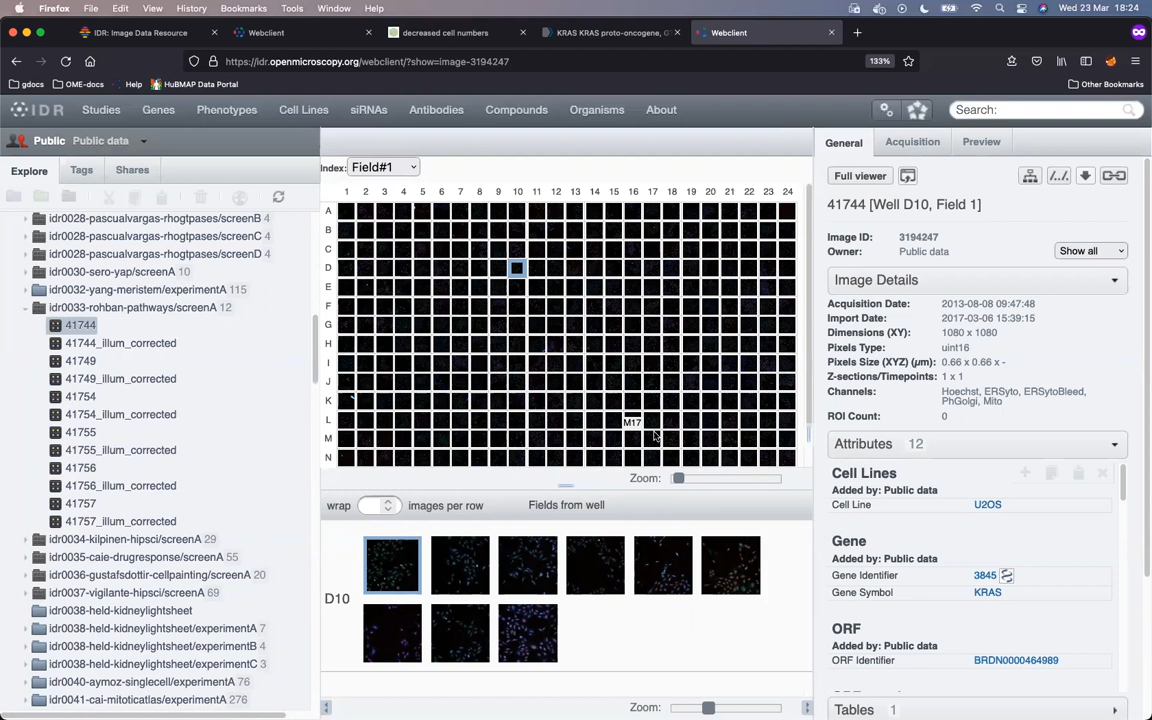 Firefox File Edit View History Bookmarks Tools Window Help Wed 23 Mar 18:24
IDR: Image Data Resource Webclient decreased cell numbers KRAS KRAS proto-oncogene, G Webclient
https://idr.openmicroscopy.org/webclient/?show=image-3194247 133%
gdocs OME-docs Help HuBMAP Data Portal Other Bookmarks
IDR Studies Genes Phenotypes Cell Lines siRNAs Antibodies Compounds Organisms About Search:
Public Public data
Explore Tags Shares
idr0028-pascualvargas-rhogtpases/screenB 4
idr0028-pascualvargas-rhogtpases/screenC 4
idr0028-pascualvargas-rhogtpases/screenD 4
idr0030-sero-yap/screenA 10
idr0032-yang-meristem/experimentA 115
idr0033-rohban-pathways/screenA 12
41744
41744_illum_corrected
41749
41749_illum_corrected
41754
41754_illum_corrected
41755
41755_illum_corrected
41756
41756_illum_corrected
41757
41757_illum_corrected
idr0034-kilpinen-hipsci/screenA 29
idr0035-caie-drugresponse/screenA 55
idr0036-gustafsdottir-cellpainting/screenA 20
idr0037-vigilante-hipsci/screenA 69
idr0038-held-kidneylightsheet
idr0038-held-kidneylightsheet/experimentA 7
idr0038-held-kidneylightsheet/experimentB 4
idr0038-held-kidneylightsheet/experimentC 3
idr0040-aymoz-singlecell/experimentA 76
idr0041-cai-mitoticatlas/experimentA 276
Index: Field#1
1 2 3 4 5 6 7 8 9 10 11 12 13 14 15 16 17 18 19 20 21 22 23 24
A
B
C
D
E
F
G
H
I
J
K
L
M17
M
N
Zoom:
wrap images per row Fields from well
D10
Zoom:
General Acquisition Preview
Full viewer /.../
41744 [Well D10, Field 1]
Image ID: 3194247
Owner: Public data
Show all
Image Details
Acquisition Date: 2013-08-08 09:47:48
Import Date: 2017-03-06 15:39:15
Dimensions (XY): 1080 x 1080
Pixels Type: uint16
Pixels Size (XYZ) (µm): 0.66 x 0.66 x -
Z-sections/Timepoints: 1 x 1
Channels: Hoechst, ERSyto, ERSytoBleed,
PhGolgi, Mito
ROI Count: 0
Attributes 12
Cell Lines
Added by: Public data
Cell Line U2OS
Gene
Added by: Public data
Gene Identifier 3845
Gene Symbol KRAS
ORF
Added by: Public data
ORF Identifier BRDN0000464989
Tables 1